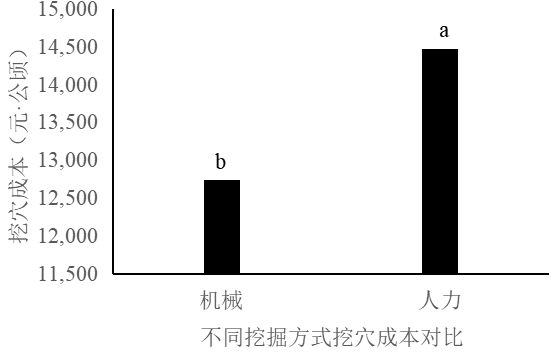 15,000
14,500
14,000
13,500
13,000
12,500
12,000
11,500
挖穴成本（元·公顷）
b
a
机械
人力
不同挖掘方式挖穴成本对比